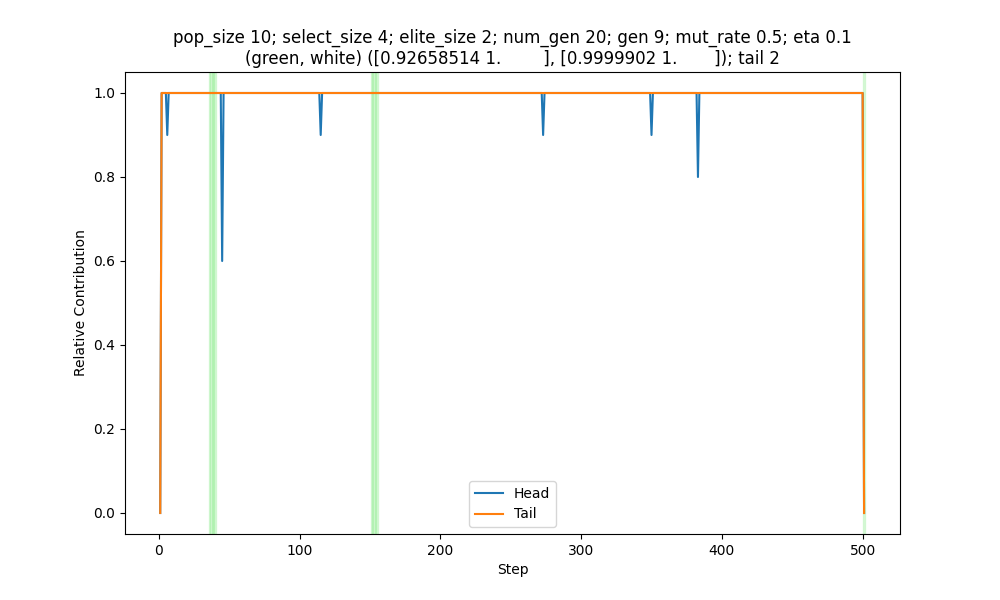 pop_size 10; select_size 4; elite_size 2; num_gen 20; gen 9; mut_rate 0.5; eta 0.1
(green, white) ([0.92658514 1.        ], [0.9999902 1.       ]); tail 2
1.0
0.8
0.6
0.4
0.2
0.0
Relative Contribution
Head
Tail
0
100
200
300
400
500
Step